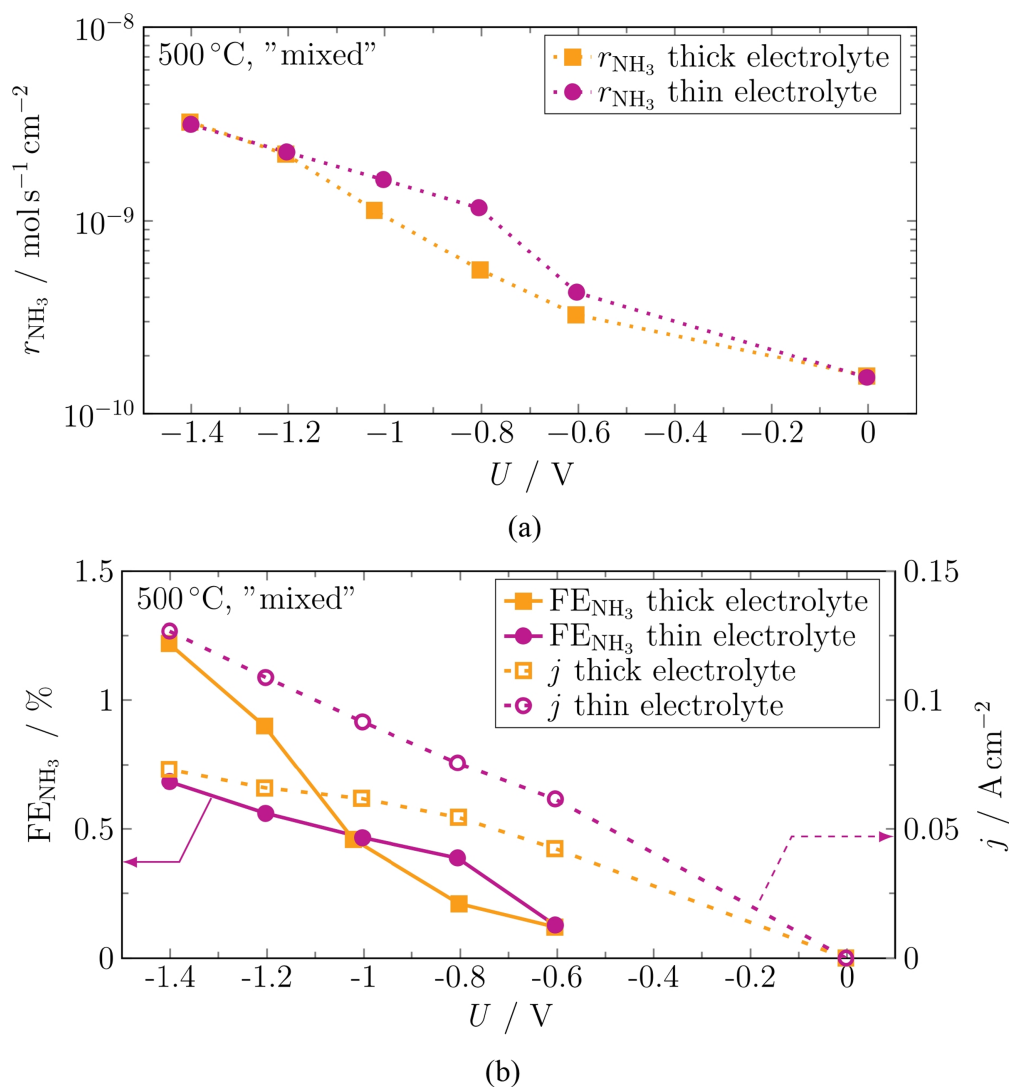 10⁻⁸
500 °C, "mixed"
r_NH₃ thick electrolyte
r_NH₃ thin electrolyte
r_NH₃ / mol s⁻¹ cm⁻²
10⁻⁹
10⁻¹⁰
−1.4 −1.2 −1 −0.8 −0.6 −0.4 −0.2 0
U / V
(a)
1.5 0.15
500 °C, "mixed"
FE_NH₃ thick electrolyte
FE_NH₃ thin electrolyte
j thick electrolyte
j thin electrolyte
1 0.1
FE_NH₃ / %
j / A cm⁻²
0.5 0.05
0 0
-1.4 -1.2 -1 -0.8 -0.6 -0.4 -0.2 0
U / V
(b)